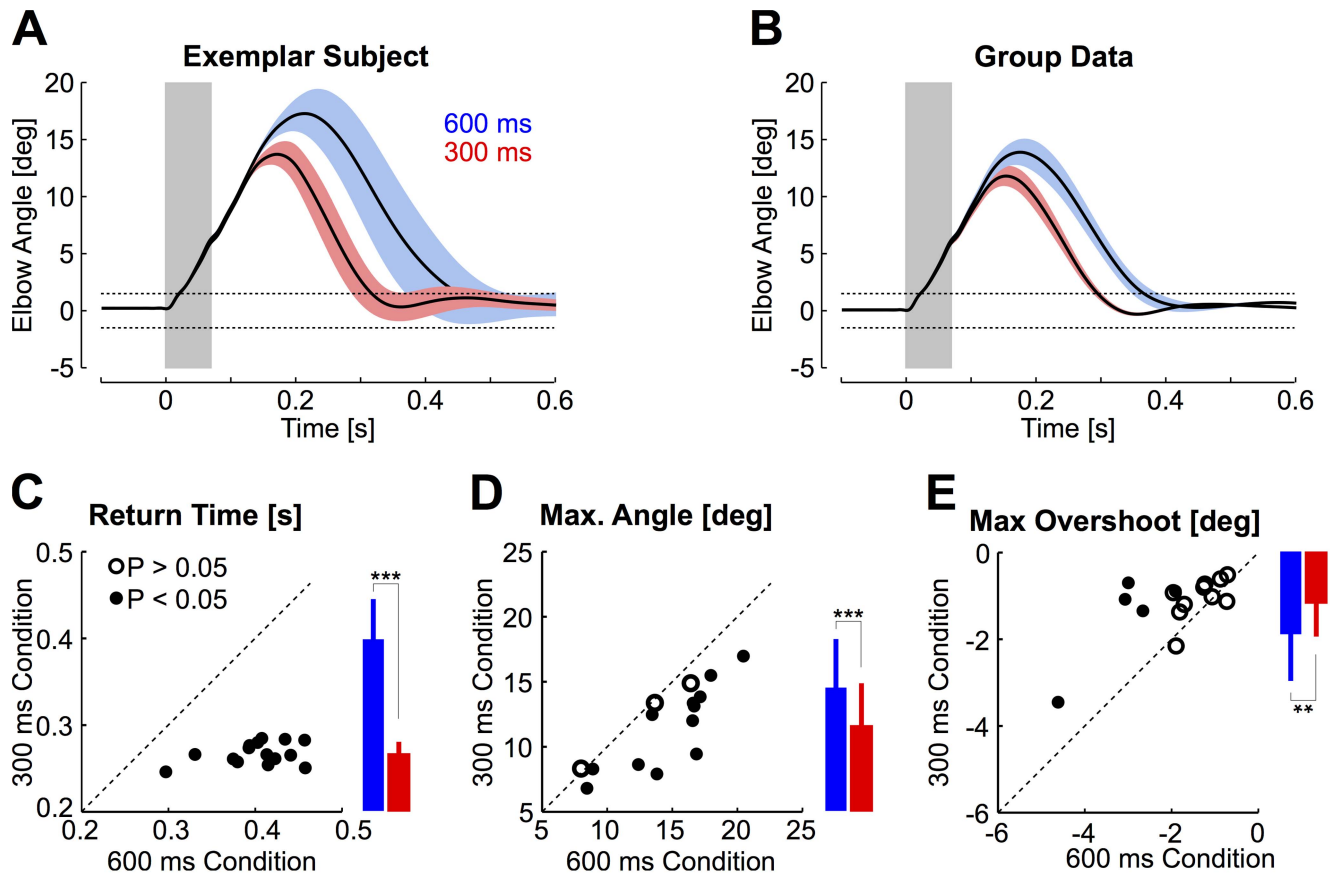 A
Exemplar Subject
Elbow Angle [deg]
20
15
10
5
0
-5
600 ms
300 ms
0
0.2
0.4
0.6
Time [s]
B
Group Data
Elbow Angle [deg]
20
15
10
5
0
-5
0
0.2
0.4
0.6
Time [s]
C
Return Time [s]
300 ms Condition
0.5
0.4
0.3
0.2
P > 0.05
P < 0.05
***
0.2
0.3
0.4
0.5
600 ms Condition
D
Max. Angle [deg]
300 ms Condition
25
20
15
10
5
***
5
10
15
20
25
600 ms Condition
E
Max Overshoot [deg]
300 ms Condition
0
-2
-4
-6
**
-6
-4
-2
0
600 ms Condition